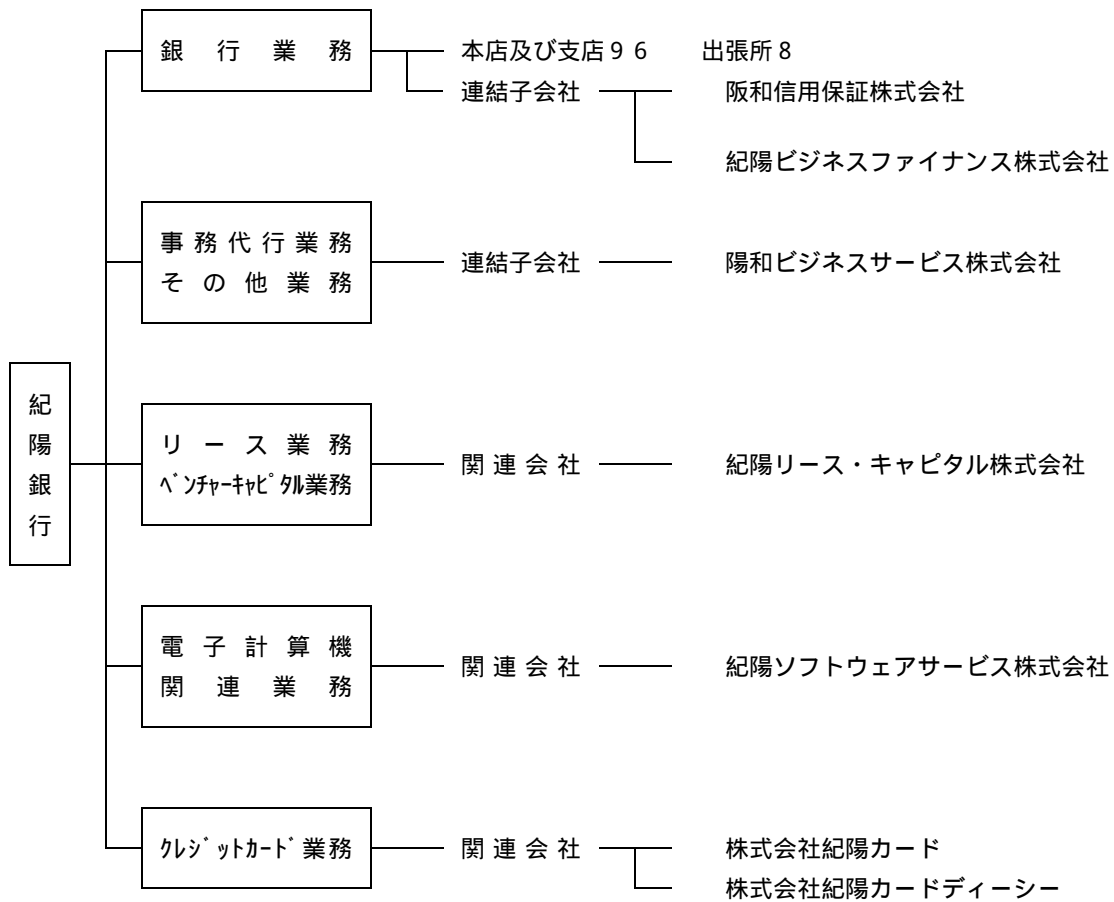 銀行業務
本店及び支店９６　出張所８
連結子会社
阪和信用保証株式会社
紀陽ビジネスファイナンス株式会社
事務代行業務
その他業務
連結子会社
陽和ビジネスサービス株式会社
紀陽銀行
リース業務
ﾍﾞﾝﾁｬｰｷｬﾋﾟﾀﾙ業務
関連会社
紀陽リース・キャピタル株式会社
電子計算機
関連業務
関連会社
紀陽ソフトウェアサービス株式会社
ｸﾚｼﾞｯﾄｶｰﾄﾞ業務
関連会社
株式会社紀陽カード
株式会社紀陽カードディーシー